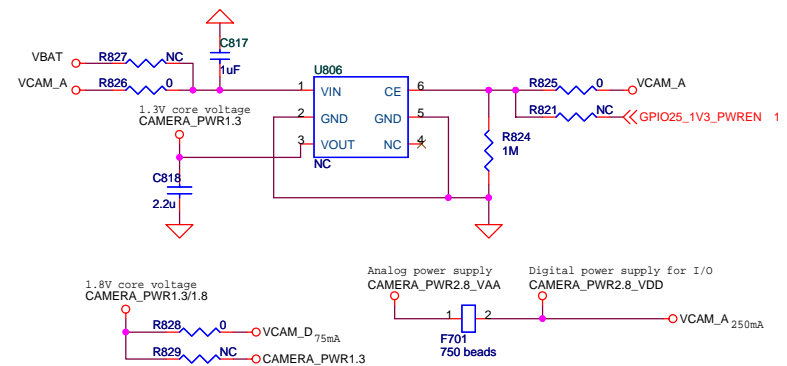 C817
VBAT R827 NC
1uF
U806
VCAM_A R826 0
1 VIN CE 6 R825 0 VCAM_A
1.3V core voltage
CAMERA_PWR1.3
2 GND GND 5 R821 NC GPIO25_1V3_PWREN 1
3 VOUT NC 4
R824
1M
NC
C818
2.2u
Analog power supply Digital power supply for I/O
CAMERA_PWR2.8_VAA CAMERA_PWR2.8_VDD
1.8V core voltage
CAMERA_PWR1.3/1.8
R828 0 VCAM_D 75mA
1 2 VCAM_A 250mA
F701
750 beads
R829 NC CAMERA_PWR1.3